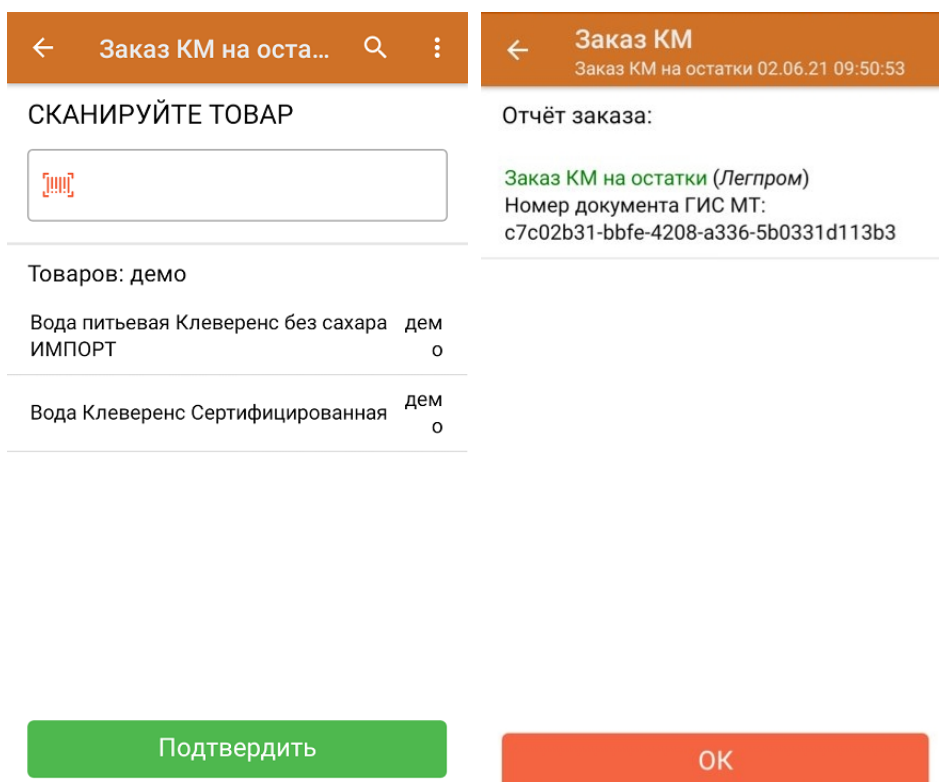 Заказ КМ на оста...
СКАНИРУЙТЕ ТОВАР
Товаров: демо
Вода питьевая Клеверенс без сахара
ИМПОРТ
дем
о
Вода Клеверенс Сертифицированная
дем
о
Подтвердить
Заказ КМ
Заказ КМ на остатки 02.06.21 09:50:53
Отчёт заказа:
Заказ КМ на остатки (Легпром)
Номер документа ГИС МТ:
c7c02b31-bbfe-4208-a336-5b0331d113b3
ОК